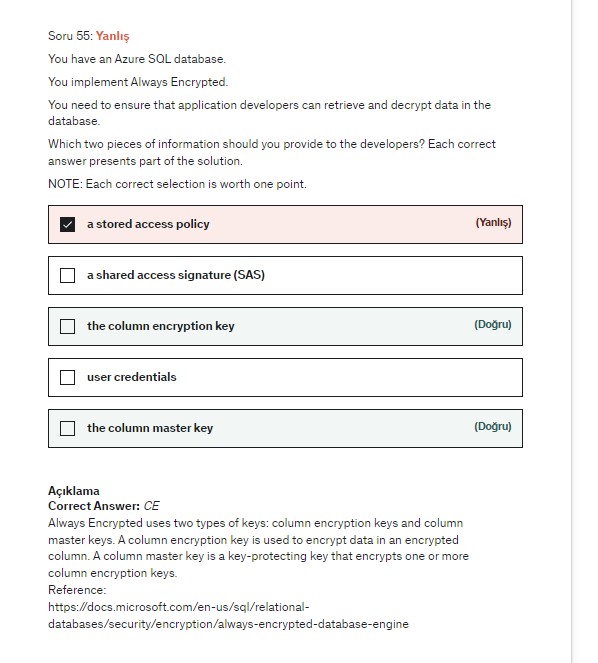 Soru 55: Yanlış
You have an Azure SQL database.
You implement Always Encrypted.
You need to ensure that application developers can retrieve and decrypt data in the
database.
Which two pieces of information should you provide to the developers? Each correct
answer presents part of the solution.
NOTE: Each correct selection is worth one point.
a stored access policy (Yanlış)
a shared access signature (SAS)
the column encryption key (Doğru)
user credentials
the column master key (Doğru)
Açıklama
Correct Answer: CE
Always Encrypted uses two types of keys: column encryption keys and column
master keys. A column encryption key is used to encrypt data in an encrypted
column. A column master key is a key-protecting key that encrypts one or more
column encryption keys.
Reference:
https://docs.microsoft.com/en-us/sql/relational-
databases/security/encryption/always-encrypted-database-engine